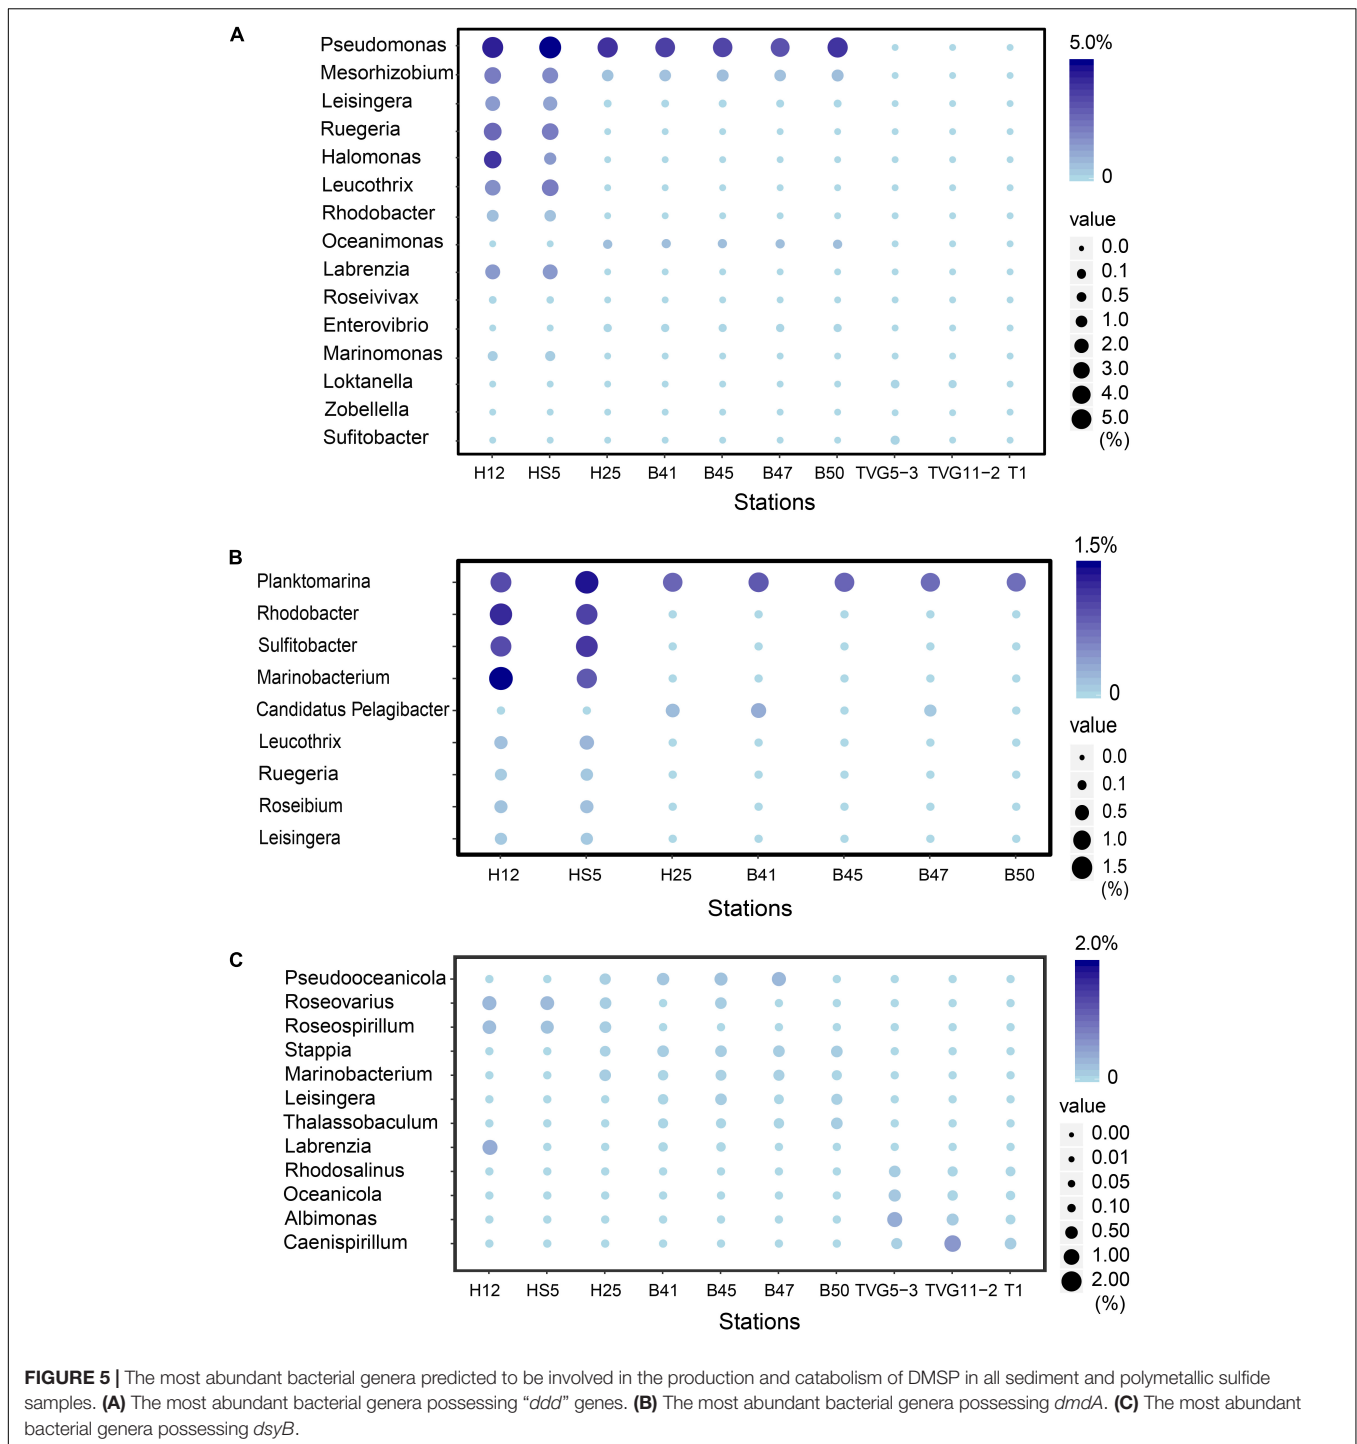 A
Pseudomonas
Mesorhizobium
Leisingera
Ruegeria
Halomonas
Leucothrix
Rhodobacter
Oceanimonas
Labrenzia
Roseivivax
Enterovibrio
Marinomonas
Loktanella
Zobellella
Sufitobacter
H12 HS5 H25 B41 B45 B47 B50 TVG5-3 TVG11-2 T1
Stations
5.0%
0
value
0.0
0.1
0.5
1.0
2.0
3.0
4.0
5.0
(%)
B
Planktomarina
Rhodobacter
Sulfitobacter
Marinobacterium
Candidatus Pelagibacter
Leucothrix
Ruegeria
Roseibium
Leisingera
H12 HS5 H25 B41 B45 B47 B50
Stations
1.5%
0
value
0.0
0.1
0.5
1.0
1.5
(%)
C
Pseudooceanicola
Roseovarius
Roseospirillum
Stappia
Marinobacterium
Leisingera
Thalassobaculum
Labrenzia
Rhodosalinus
Oceanicola
Albimonas
Caenispirillum
H12 HS5 H25 B41 B45 B47 B50 TVG5-3 TVG11-2 T1
Stations
2.0%
0
value
0.00
0.01
0.05
0.10
0.50
1.00
2.00
(%)
FIGURE 5 | The most abundant bacterial genera predicted to be involved in the production and catabolism of DMSP in all sediment and polymetallic sulfide
samples. (A) The most abundant bacterial genera possessing “ddd” genes. (B) The most abundant bacterial genera possessing dmdA. (C) The most abundant
bacterial genera possessing dsyB.